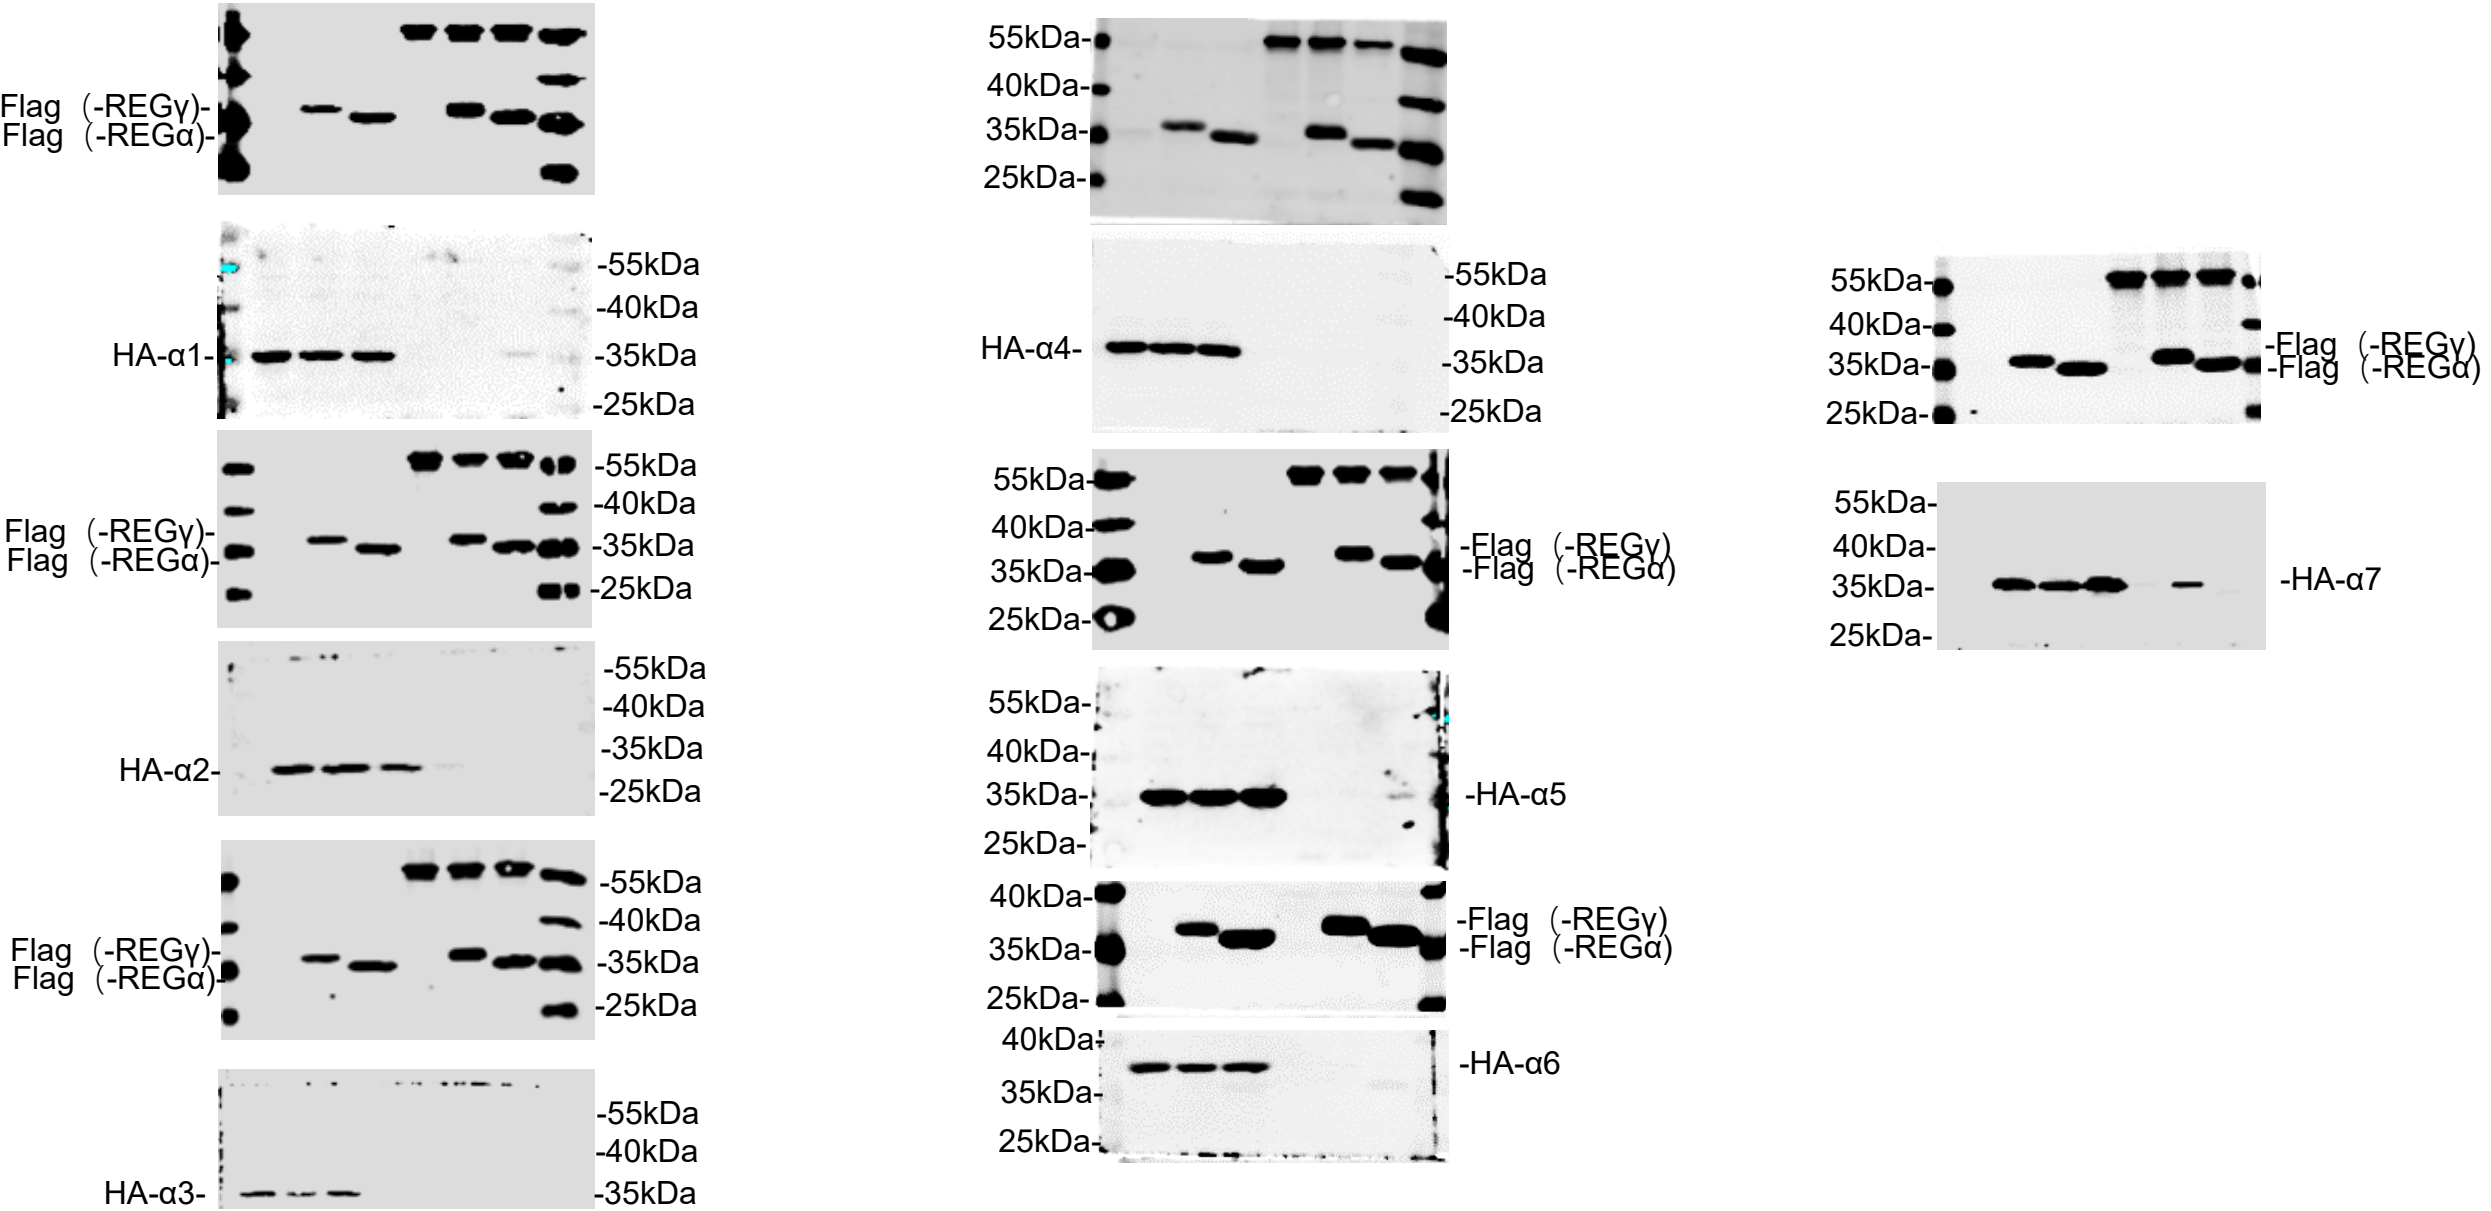 Flag (-REGγ)-
Flag (-REGα)-
-55kDa
-40kDa
HA-α1-
-35kDa
-25kDa
-55kDa
-40kDa
Flag (-REGγ)-
-35kDa
Flag (-REGα)-
-25kDa
-55kDa
-40kDa
-35kDa
HA-α2-
-25kDa
-55kDa
-40kDa
Flag (-REGγ)-
-35kDa
Flag (-REGα)-
-25kDa
-55kDa
-40kDa
HA-α3-
-35kDa
55kDa-
40kDa-
35kDa-
25kDa-
-55kDa
-40kDa
HA-α4-
-35kDa
-25kDa
55kDa-
40kDa-
-Flag (-REGγ)
35kDa-
-Flag (-REGα)
25kDa-
55kDa-
40kDa-
35kDa-
-HA-α5
25kDa-
40kDa-
-Flag (-REGγ)
35kDa-
-Flag (-REGα)
25kDa-
40kDa-
-HA-α6
35kDa-
25kDa-
55kDa-
40kDa-
-Flag (-REGγ)
35kDa-
-Flag (-REGα)
25kDa-
55kDa-
40kDa-
35kDa-
-HA-α7
25kDa-